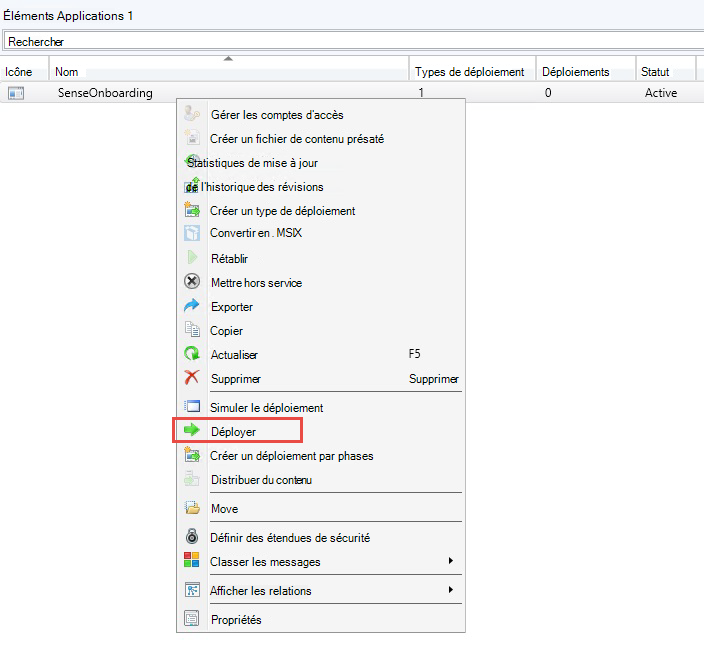 Éléments Applications 1
Rechercher
Icône Nom Types de déploiement Déploiements Statut
SenseOnboarding 1 0 Active
Gérer les comptes d'accès
Créer un fichier de contenu présaté
Statistiques de mise à jour
de l'historique des révisions
Créer un type de déploiement
Convertir en . MSIX
Rétablir
Mettre hors service
Exporter
Copier
Actualiser F5
Supprimer Supprimer
Simuler le déploiement
Déployer
Créer un déploiement par phases
Distribuer du contenu
Move
Définir des étendues de sécurité
Classer les messages
Afficher les relations
Propriétés